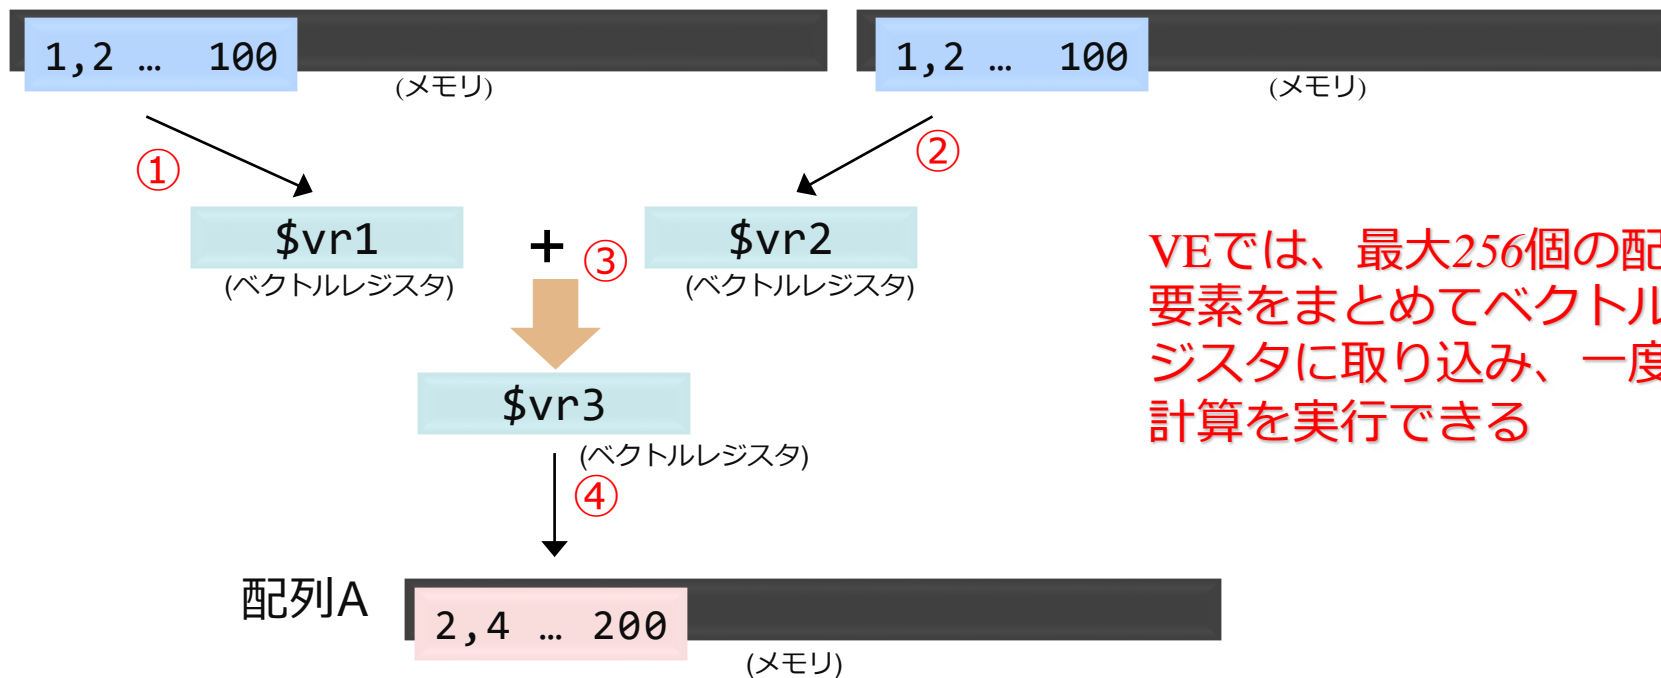 1,2 … 100
1,2 … 100
(メモリ)
(メモリ)
①
②
$vr1
+
$vr2
③
(ベクトルレジスタ)
(ベクトルレジスタ)
VEでは、最大256個の配
要素をまとめてベクトル
ジスタに取り込み、一度
計算を実行できる
$vr3
(ベクトルレジスタ)
④
配列A
2,4 … 200
(メモリ)